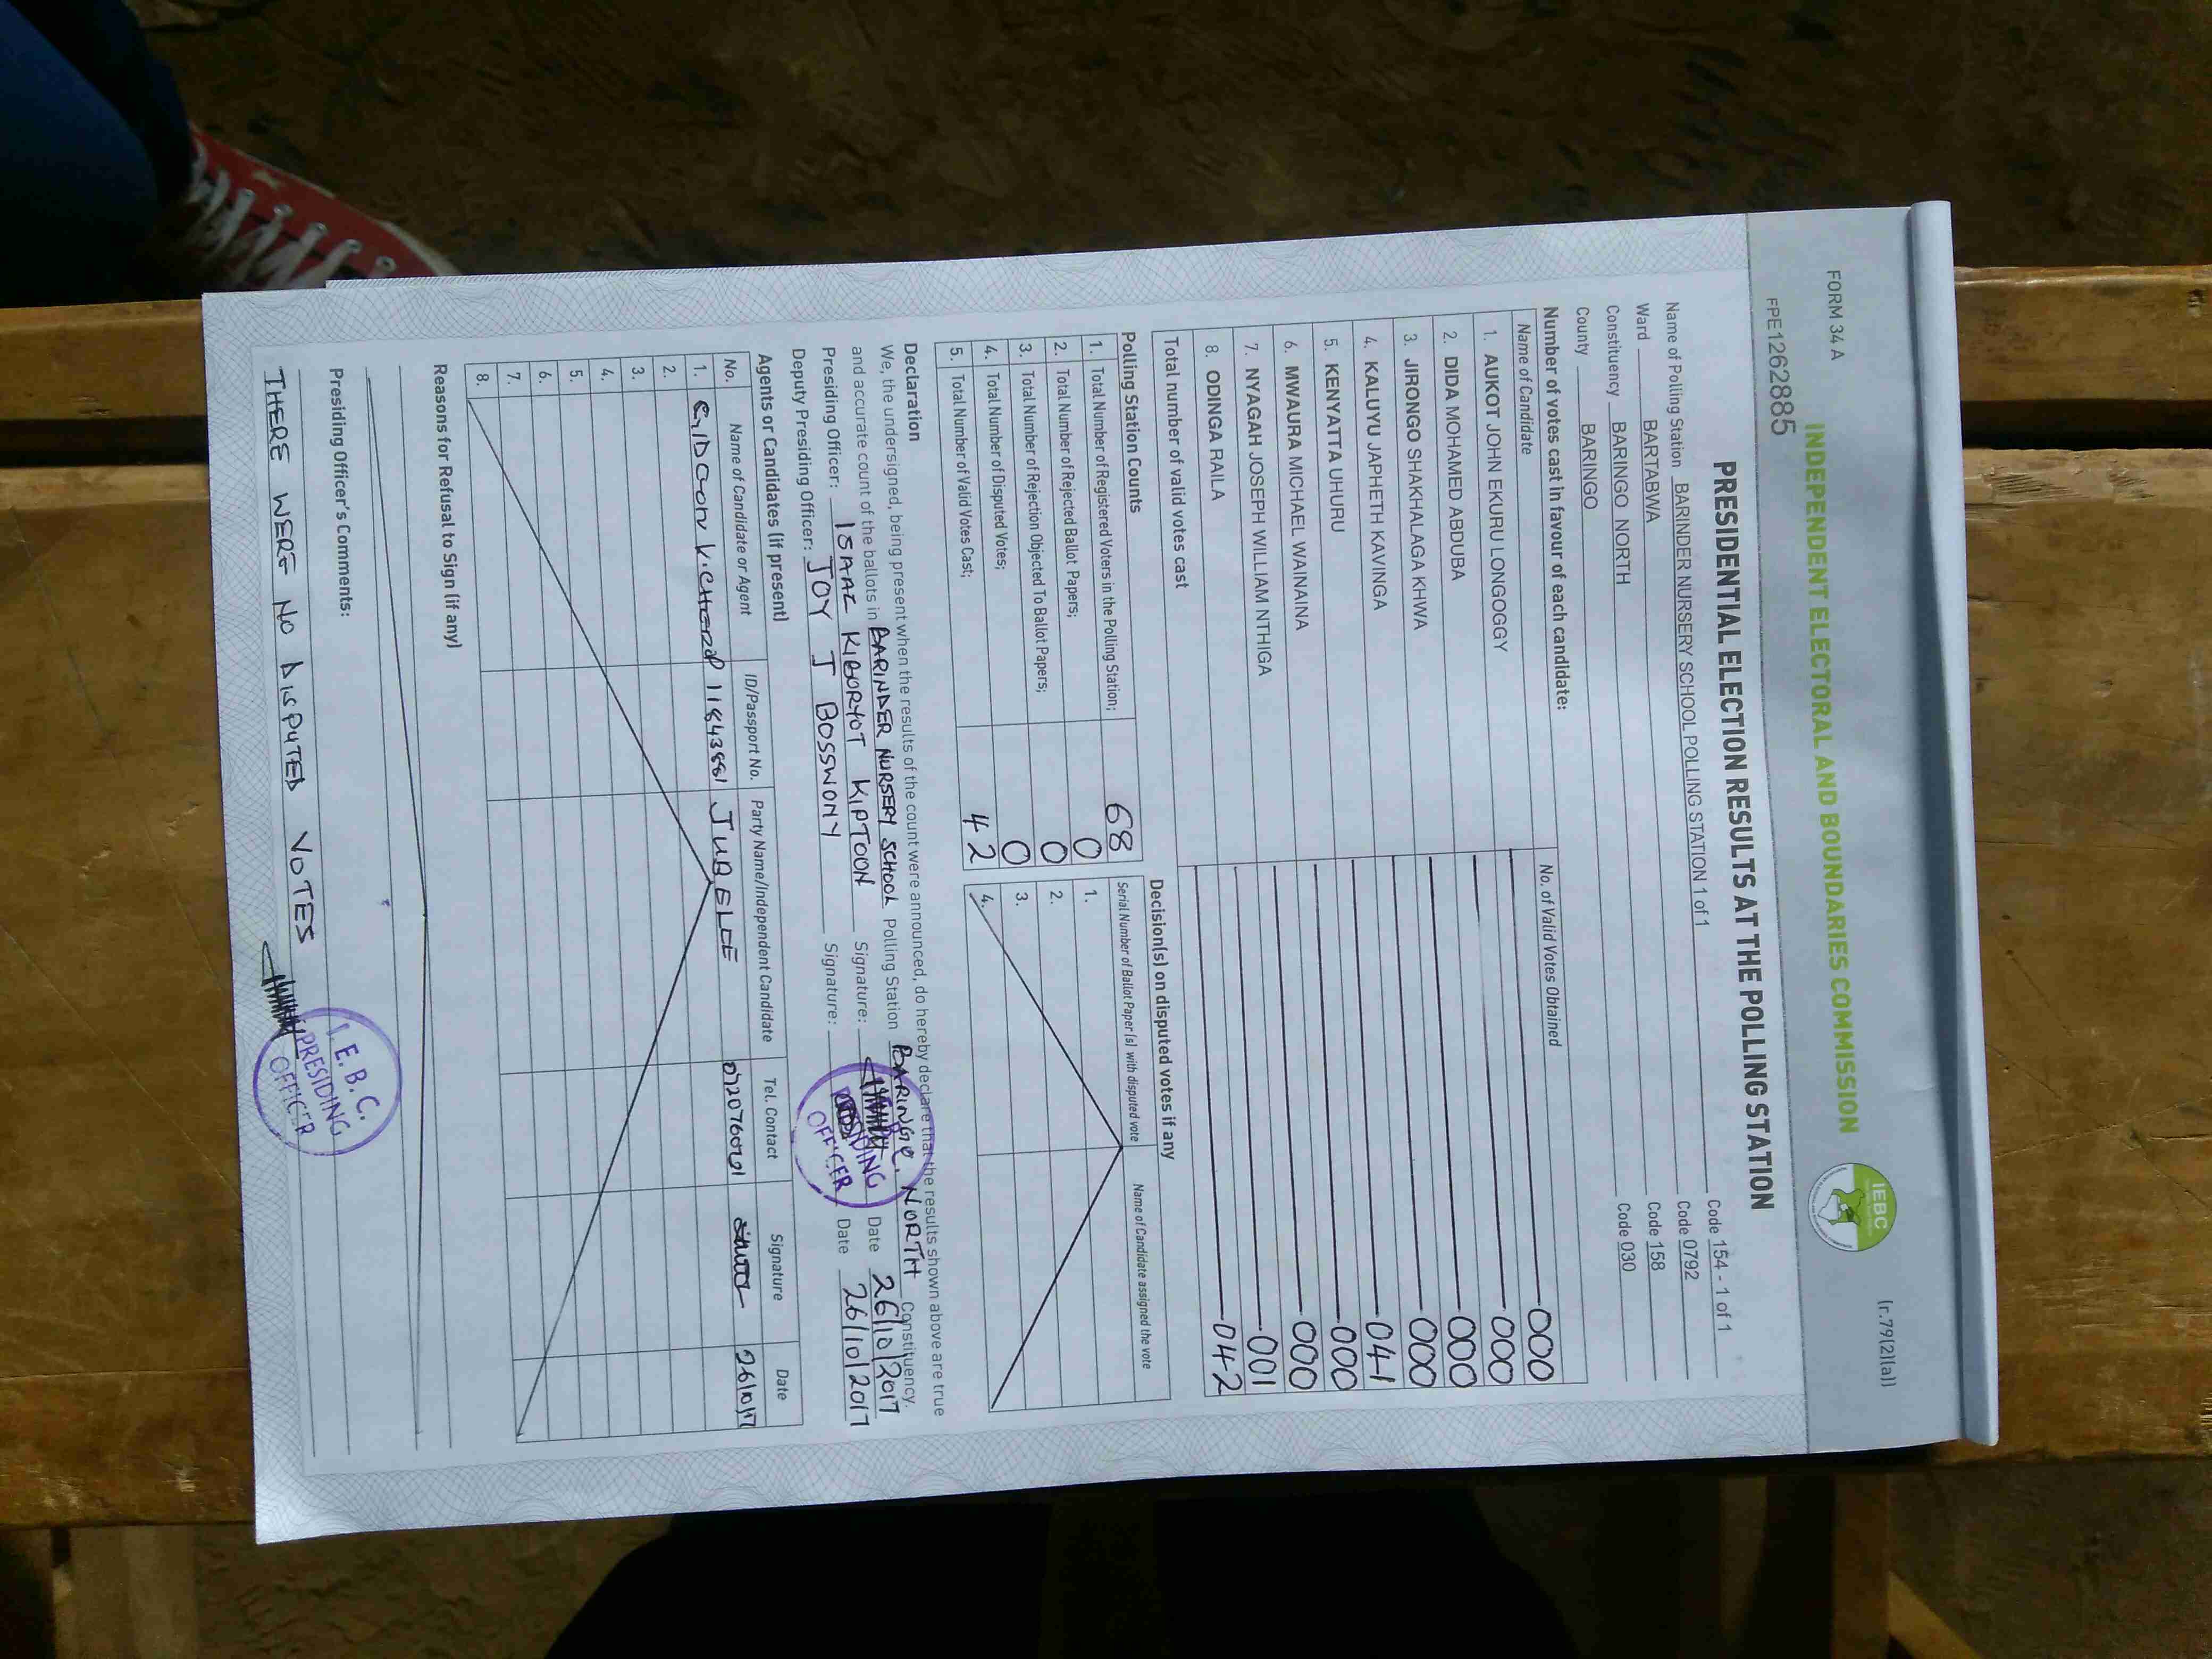 FORM 34 A
(r.79(2)(a))
INDEPENDENT ELECTORAL AND BOUNDARIES COMMISSION
IEBC
FPE126885
PRESIDENTIAL ELECTION RESULTS AT THE POLLING STATION
Code 154 - 1 of 1
Name of Polling Station BARINDER NURSERY SCHOOL POLLING STATION 1 of 1 Code 0792
Ward BARTABWA Code 158
Constituency BARINGO NORTH Code 030
County BARINGO
Number of votes cast in favour of each candidate:
Name of Candidate No. of Valid Votes Obtained
1. AUKOT JOHN EKURU LONGOGGY 000
2. DIDA MOHAMED ABDUBA 000
3. JIRONGO SHAKHALAGA KHWA 000
4. KALUYU JAPHETH KAVINGA 000
5. KENYATTA UHURU 041
6. MWAURA MICHAEL WAINAINA 000
7. NYAGAH JOSEPH WILLIAM NTHIGA 000
8. ODINGA RAILA 001
Total number of valid votes cast 042
Polling Station Counts
1. Total Number of Registered Voters in the Polling Station; 68
2. Total Number of Rejected Ballot Papers; 0
3. Total Number of Rejection Objected To Ballot Papers; 0
4. Total Number of Disputed Votes; 0
5. Total Number of Valid Votes Cast; 42
Decision(s) on disputed votes if any
Serial Number of Ballot Paper (s) with disputed vote Name of Candidate assigned the vote
1.
2.
3.
4.
Declaration
We, the undersigned, being present when the results of the count were announced, do hereby declare that the results shown above are true
and accurate count of the ballots in BARINDER NURSERY SCHOOL Polling Station BARINGO NORTH Constituency.
Presiding Officer: ISAAC KIBORYOT KIPTOON Signature: Date 26/10/2017
Deputy Presiding Officer: JOY J BOSSWONY Signature: Date 26/10/2017
PRESIDING
OFFICER
Agents or Candidates (if present)
No. Name of Candidate or Agent ID/Passport No. Party Name/Independent Candidate Tel. Contact Signature Date
1. GIDEON K. CHEROP 11843881 JUBELEE 26/10/17
2.
3.
4.
5.
6.
7.
8.
Reasons for Refusal to Sign (if any)
Presiding Officer's Comments:
THERE WERE NO DISPUTED VOTES
I. E. B. C.
PRESIDING
OFFICER